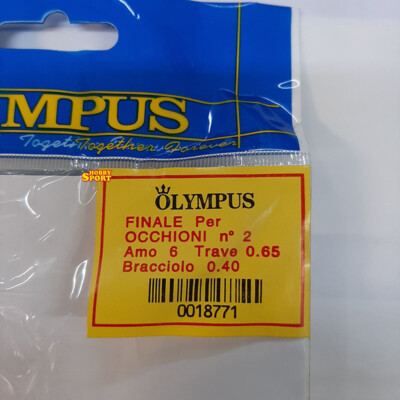 MPUS
Together Together Forever
HOBBY
SPORT
OLYMPUS
FINALE Per
OCCHIONI n° 2
Amo 6 Trave 0.65
Bracciolo 0.40
0018771